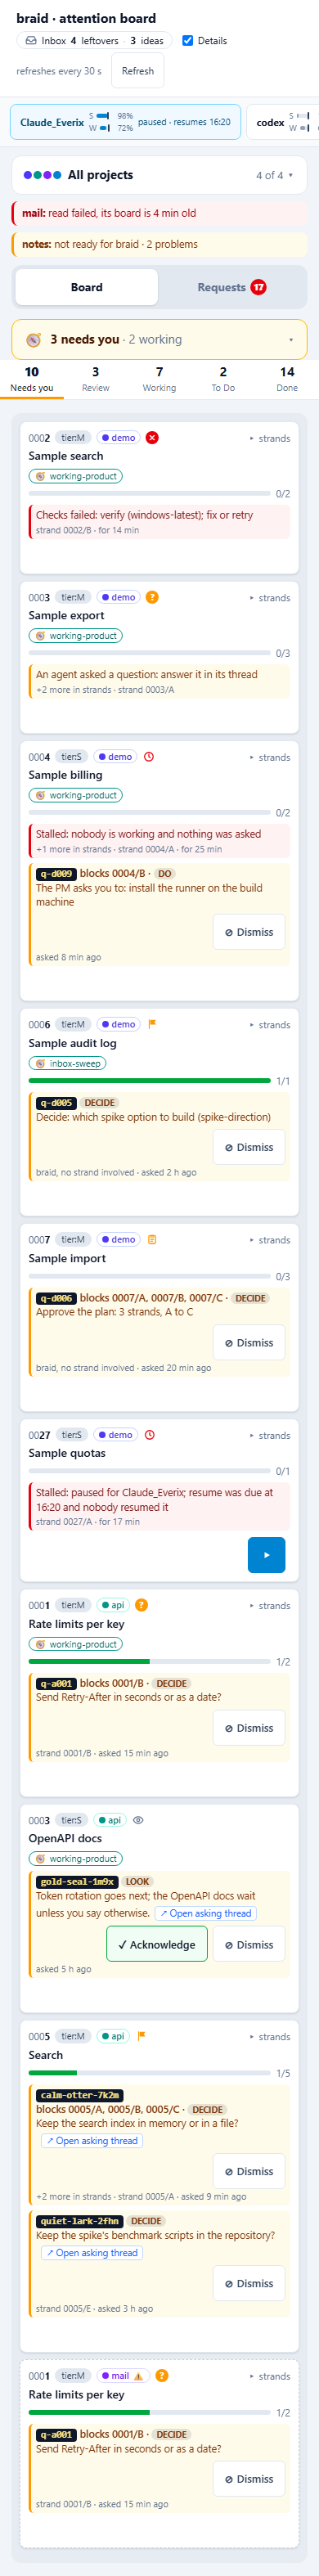 braid · attention board
Inbox 4 leftovers · 3 ideas
Details
refreshes every 30 s
Refresh
Claude_Everix S 98% W 72% paused · resumes 16:20
codex S W
All projects 4 of 4
mail: read failed, its board is 4 min old
notes: not ready for braid · 2 problems
Board
Requests 17
3 needs you · 2 working
10 3 7 2 14
Needs you Review Working To Do Done
0002 tier:M demo strands
Sample search
working-product
0/2
Checks failed: verify (windows-latest); fix or retry
strand 0002/B · for 14 min
0003 tier:M demo ? strands
Sample export
working-product
0/3
An agent asked a question: answer it in its thread
+2 more in strands · strand 0003/A
0004 tier:S demo strands
Sample billing
working-product
0/2
Stalled: nobody is working and nothing was asked
+1 more in strands · strand 0004/A · for 25 min
q-d009 blocks 0004/B · DO
The PM asks you to: install the runner on the build
machine
Dismiss
asked 8 min ago
0006 tier:M demo strands
Sample audit log
inbox-sweep
1/1
q-d005 DECIDE
Decide: which spike option to build (spike-direction)
Dismiss
braid, no strand involved · asked 2 h ago
0007 tier:M demo strands
Sample import
0/3
q-d006 blocks 0007/A, 0007/B, 0007/C · DECIDE
Approve the plan: 3 strands, A to C
Dismiss
braid, no strand involved · asked 20 min ago
0027 tier:S demo strands
Sample quotas
0/1
Stalled: paused for Claude_Everix; resume was due at
16:20 and nobody resumed it
strand 0027/A · for 17 min
0001 tier:M api ? strands
Rate limits per key
working-product
1/2
q-a001 blocks 0001/B · DECIDE
Send Retry-After in seconds or as a date?
Dismiss
strand 0001/B · asked 15 min ago
0003 tier:S api strands
OpenAPI docs
working-product
gold-seal-1m9x LOOK
Token rotation goes next; the OpenAPI docs wait
unless you say otherwise. ↗ Open asking thread
✓ Acknowledge
Dismiss
asked 5 h ago
0005 tier:M api strands
Search
1/5
calm-otter-7k2m
blocks 0005/A, 0005/B, 0005/C · DECIDE
Keep the search index in memory or in a file?
↗ Open asking thread
Dismiss
+2 more in strands · strand 0005/A · asked 9 min ago
quiet-lark-2fhn DECIDE
Keep the spike's benchmark scripts in the repository?
↗ Open asking thread
Dismiss
strand 0005/E · asked 3 h ago
0001 tier:M mail ? strands
Rate limits per key
1/2
q-a001 blocks 0001/B · DECIDE
Send Retry-After in seconds or as a date?
Dismiss
strand 0001/B · asked 15 min ago